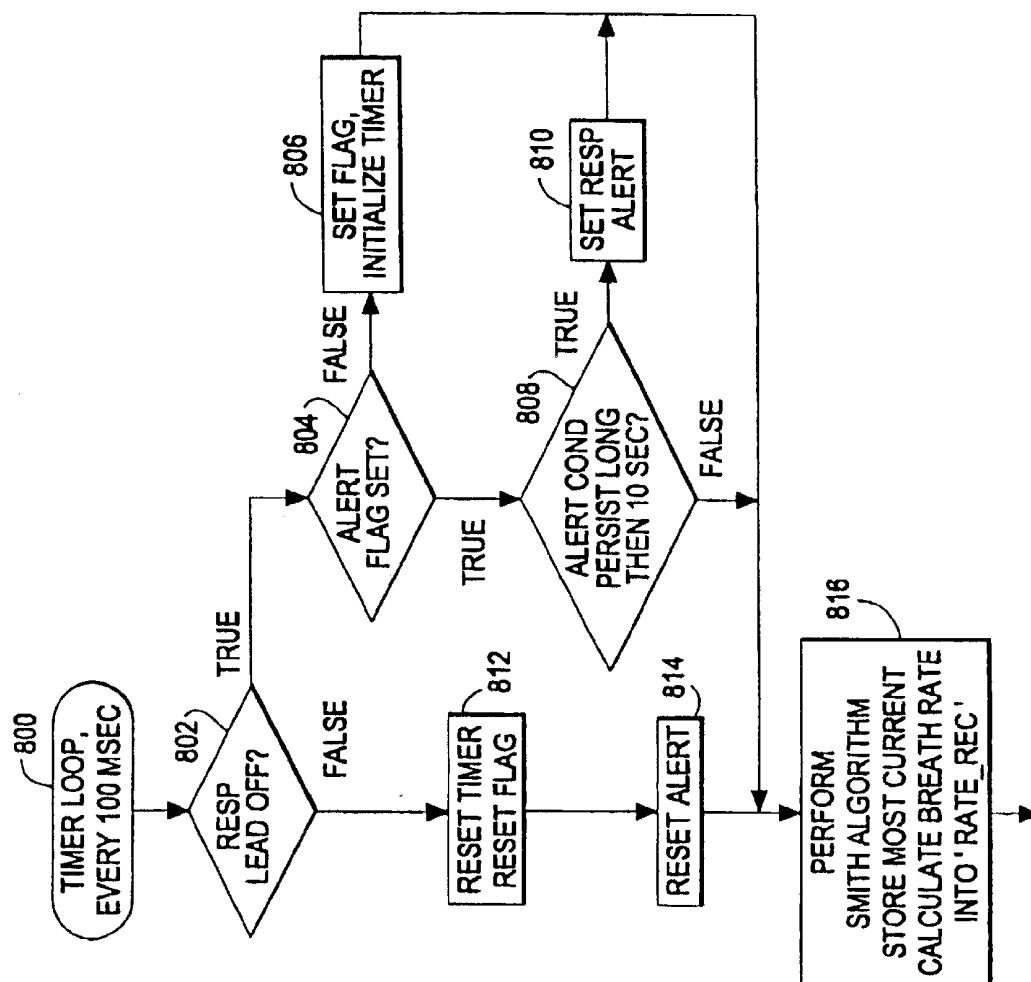 800
TIMER LOOP,
EVERY 100 MSEC
802
RESP
LEAD OFF?
TRUE
FALSE
804
ALERT
FLAG SET?
FALSE
TRUE
806
SET FLAG,
INITIALIZE TIMER
808
ALERT COND
PERSIST LONG
THEN 10 SEC?
TRUE
FALSE
810
SET RESP
ALERT
812
RESET TIMER
RESET FLAG
814
RESET ALERT
816
PERFORM
SMITH ALGORITHM
STORE MOST CURRENT
CALCULATE BREATH RATE
INTO 'RATE_REC'